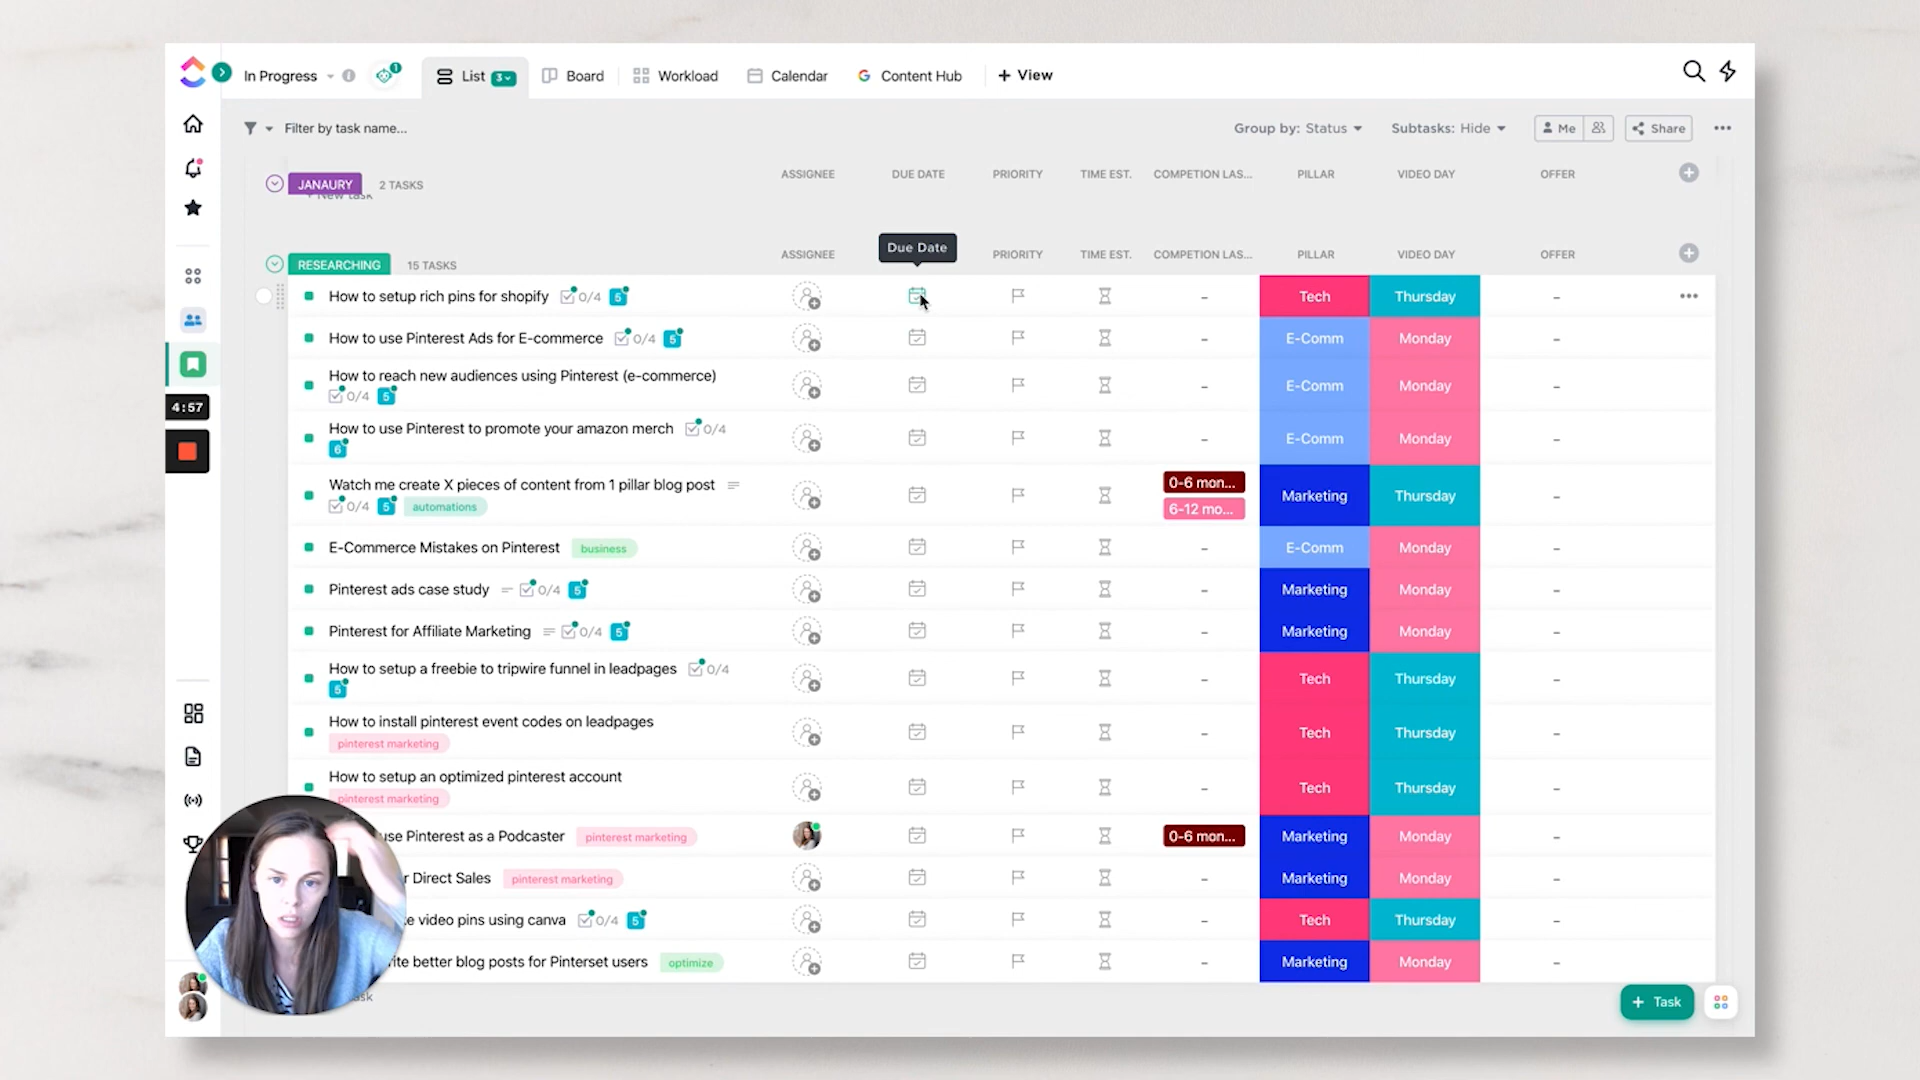 In Progress
1
List 3
Board
Workload
Calendar
Content Hub
+ View
Filter by task name...
Group by: Status
Subtasks: Hide
Me
Share
JANAURY 2 TASKS ASSIGNEE DUE DATE PRIORITY TIME EST. COMPETION LAS... PILLAR VIDEO DAY OFFER
+ New task
Due Date
RESEARCHING 15 TASKS ASSIGNEE PRIORITY TIME EST. COMPETION LAS... PILLAR VIDEO DAY OFFER
How to setup rich pins for shopify 0/4 5 – Tech Thursday –
How to use Pinterest Ads for E-commerce 0/4 5 – E-Comm Monday –
How to reach new audiences using Pinterest (e-commerce)
0/4 5 – E-Comm Monday –
4:57
How to use Pinterest to promote your amazon merch 0/4
6 – E-Comm Monday –
Watch me create X pieces of content from 1 pillar blog post
0/4 5 automations 0-6 mon... 6-12 mo... Marketing Thursday –
E-Commerce Mistakes on Pinterest business – E-Comm Monday –
Pinterest ads case study 0/4 5 – Marketing Monday –
Pinterest for Affiliate Marketing 0/4 5 – Marketing Monday –
How to setup a freebie to tripwire funnel in leadpages 0/4
5 – Tech Thursday –
How to install pinterest event codes on leadpages
pinterest marketing – Tech Thursday –
How to setup an optimized pinterest account
pinterest marketing – Tech Thursday –
use Pinterest as a Podcaster pinterest marketing 0-6 mon... Marketing Monday –
r Direct Sales pinterest marketing – Marketing Monday –
e video pins using canva 0/4 5 – Tech Thursday –
ite better blog posts for Pinterset users optimize – Marketing Monday –
ask
+ Task